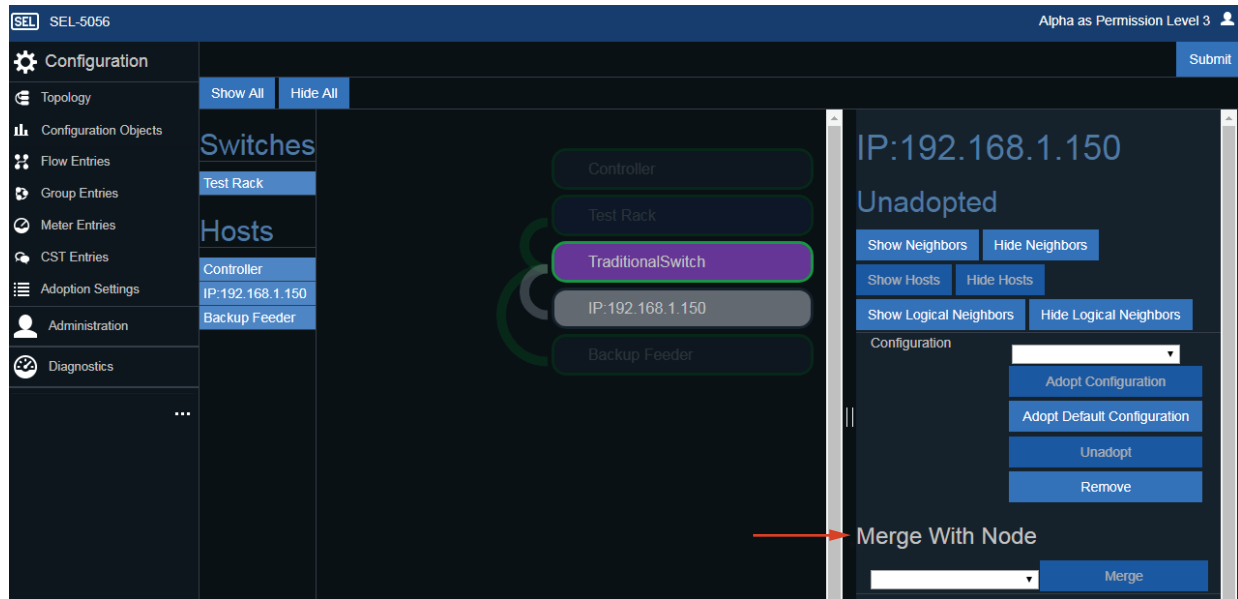 SEL SEL-5056 Alpha as Permission Level 3
Configuration
Submit
Topology
Configuration Objects
Flow Entries
Group Entries
Meter Entries
CST Entries
Adoption Settings
Administration
Diagnostics
...
Show All Hide All
Switches
Test Rack
Hosts
Controller
IP:192.168.1.150
Backup Feeder
Controller
Test Rack
TraditionalSwitch
IP:192.168.1.150
Backup Feeder
IP:192.168.1.150
Unadopted
Show Neighbors Hide Neighbors
Show Hosts Hide Hosts
Show Logical Neighbors Hide Logical Neighbors
Configuration
Adopt Configuration
Adopt Default Configuration
Unadopt
Remove
Merge With Node
Merge